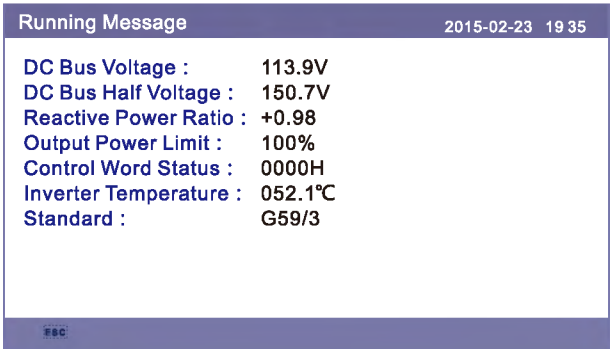 Running Message
2015-02-23 19 35
DC Bus Voltage : 113.9V
DC Bus Half Voltage : 150.7V
Reactive Power Ratio : +0.98
Output Power Limit : 100%
Control Word Status : 0000H
Inverter Temperature : 052.1℃
Standard : G59/3
ESC